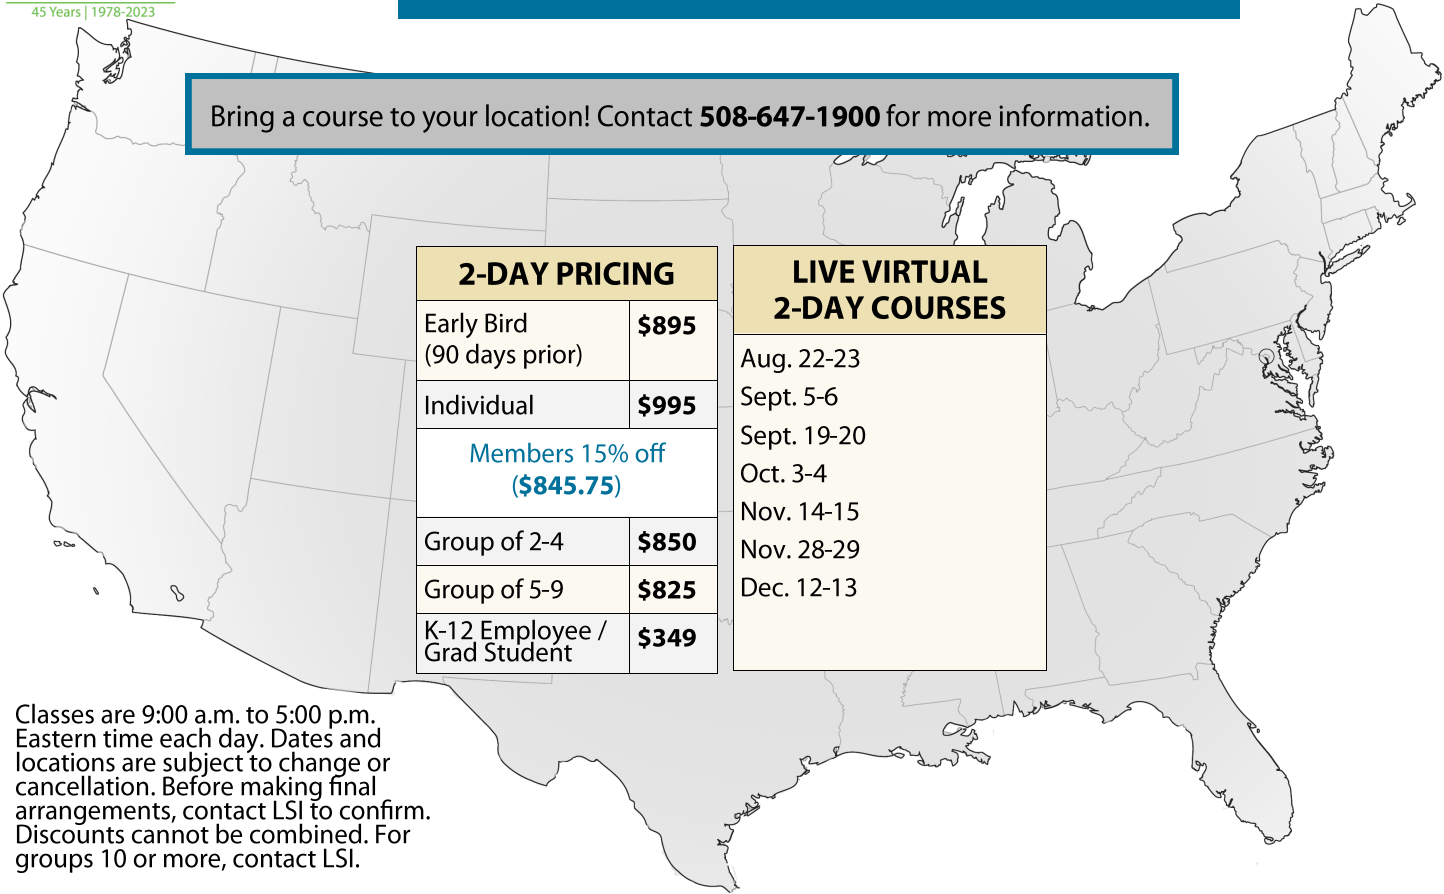 45 Years | 1978-2023
Bring a course to your location! Contact 508-647-1900 for more information.
2-DAY PRICING
Early Bird
(90 days prior)
$895
Individual
$995
Members 15% off
($845.75)
Group of 2-4
$850
Group of 5-9
$825
K-12 Employee /
Grad Student
$349
LIVE VIRTUAL
2-DAY COURSES
Aug. 22-23
Sept. 5-6
Sept. 19-20
Oct. 3-4
Nov. 14-15
Nov. 28-29
Dec. 12-13
Classes are 9:00 a.m. to 5:00 p.m.
Eastern time each day. Dates and
locations are subject to change or
cancellation. Before making final
arrangements, contact LSI to confirm.
Discounts cannot be combined. For
groups 10 or more, contact LSI.